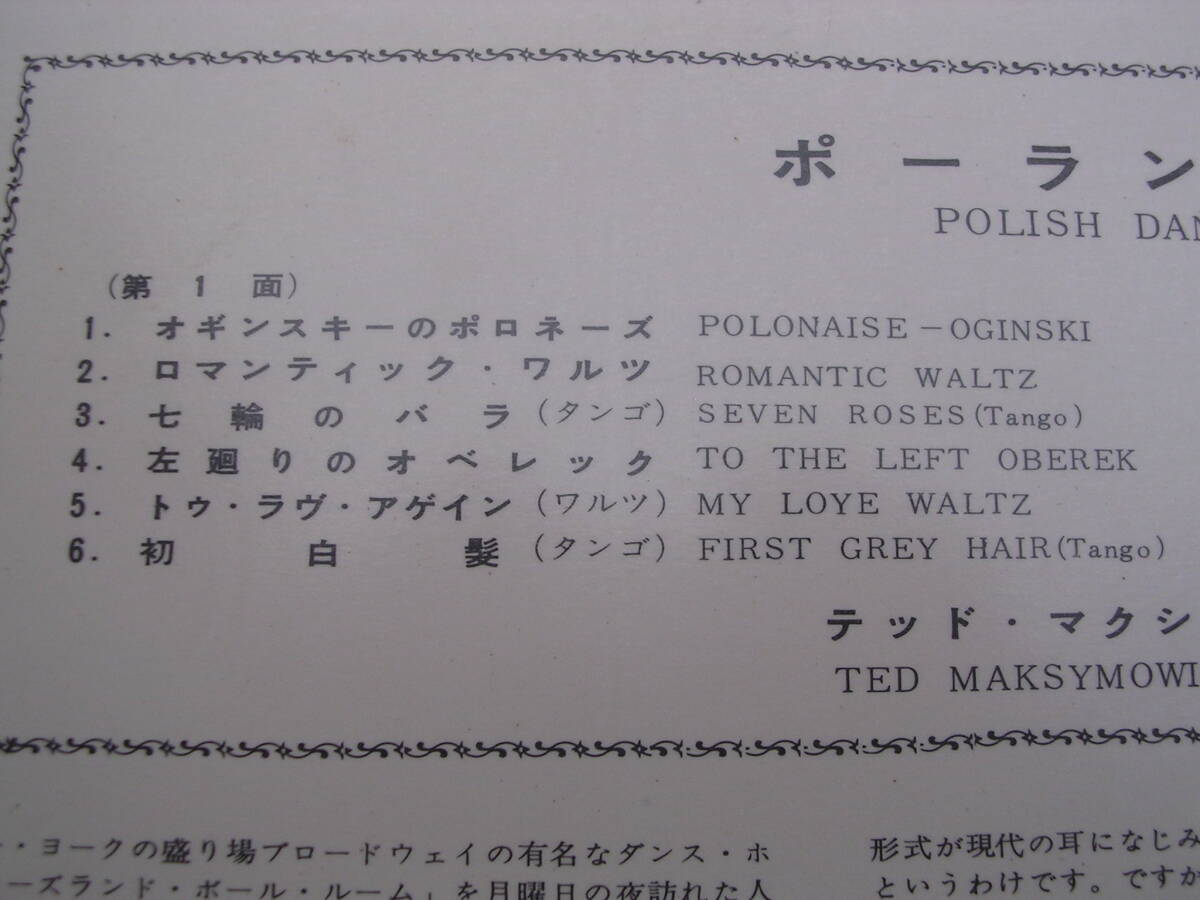 ポーラン
POLISH DAN
(第 1 面)
1. オギンスキーのポロネーズ POLONAISE－OGINSKI
2. ロマンティック・ワルツ ROMANTIC WALTZ
3. 七輪のバラ(タンゴ) SEVEN ROSES(Tango)
4. 左廻りのオベレック TO THE LEFT OBEREK
5. トゥ・ラヴ・アゲイン(ワルツ) MY LOYE WALTZ
6. 初白髪(タンゴ) FIRST GREY HAIR(Tango)
テッド・マクシ
TED MAKSYMOWI
・ヨークの盛り場ブロードウェイの有名なダンス・ホ
ーズランド・ボール・ルーム」を月曜日の夜訪れた人
形式が現代の耳になじみ
というわけです。ですか